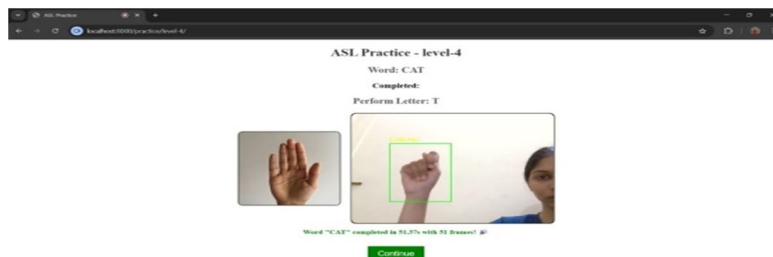 ASL Practice
localhost:8000/practice/level-4/
ASL Practice - level-4
Word: CAT
Completed:
Perform Letter: T
Word "CAT" completed in 51.57s with 51 frames! 🎉
Continue